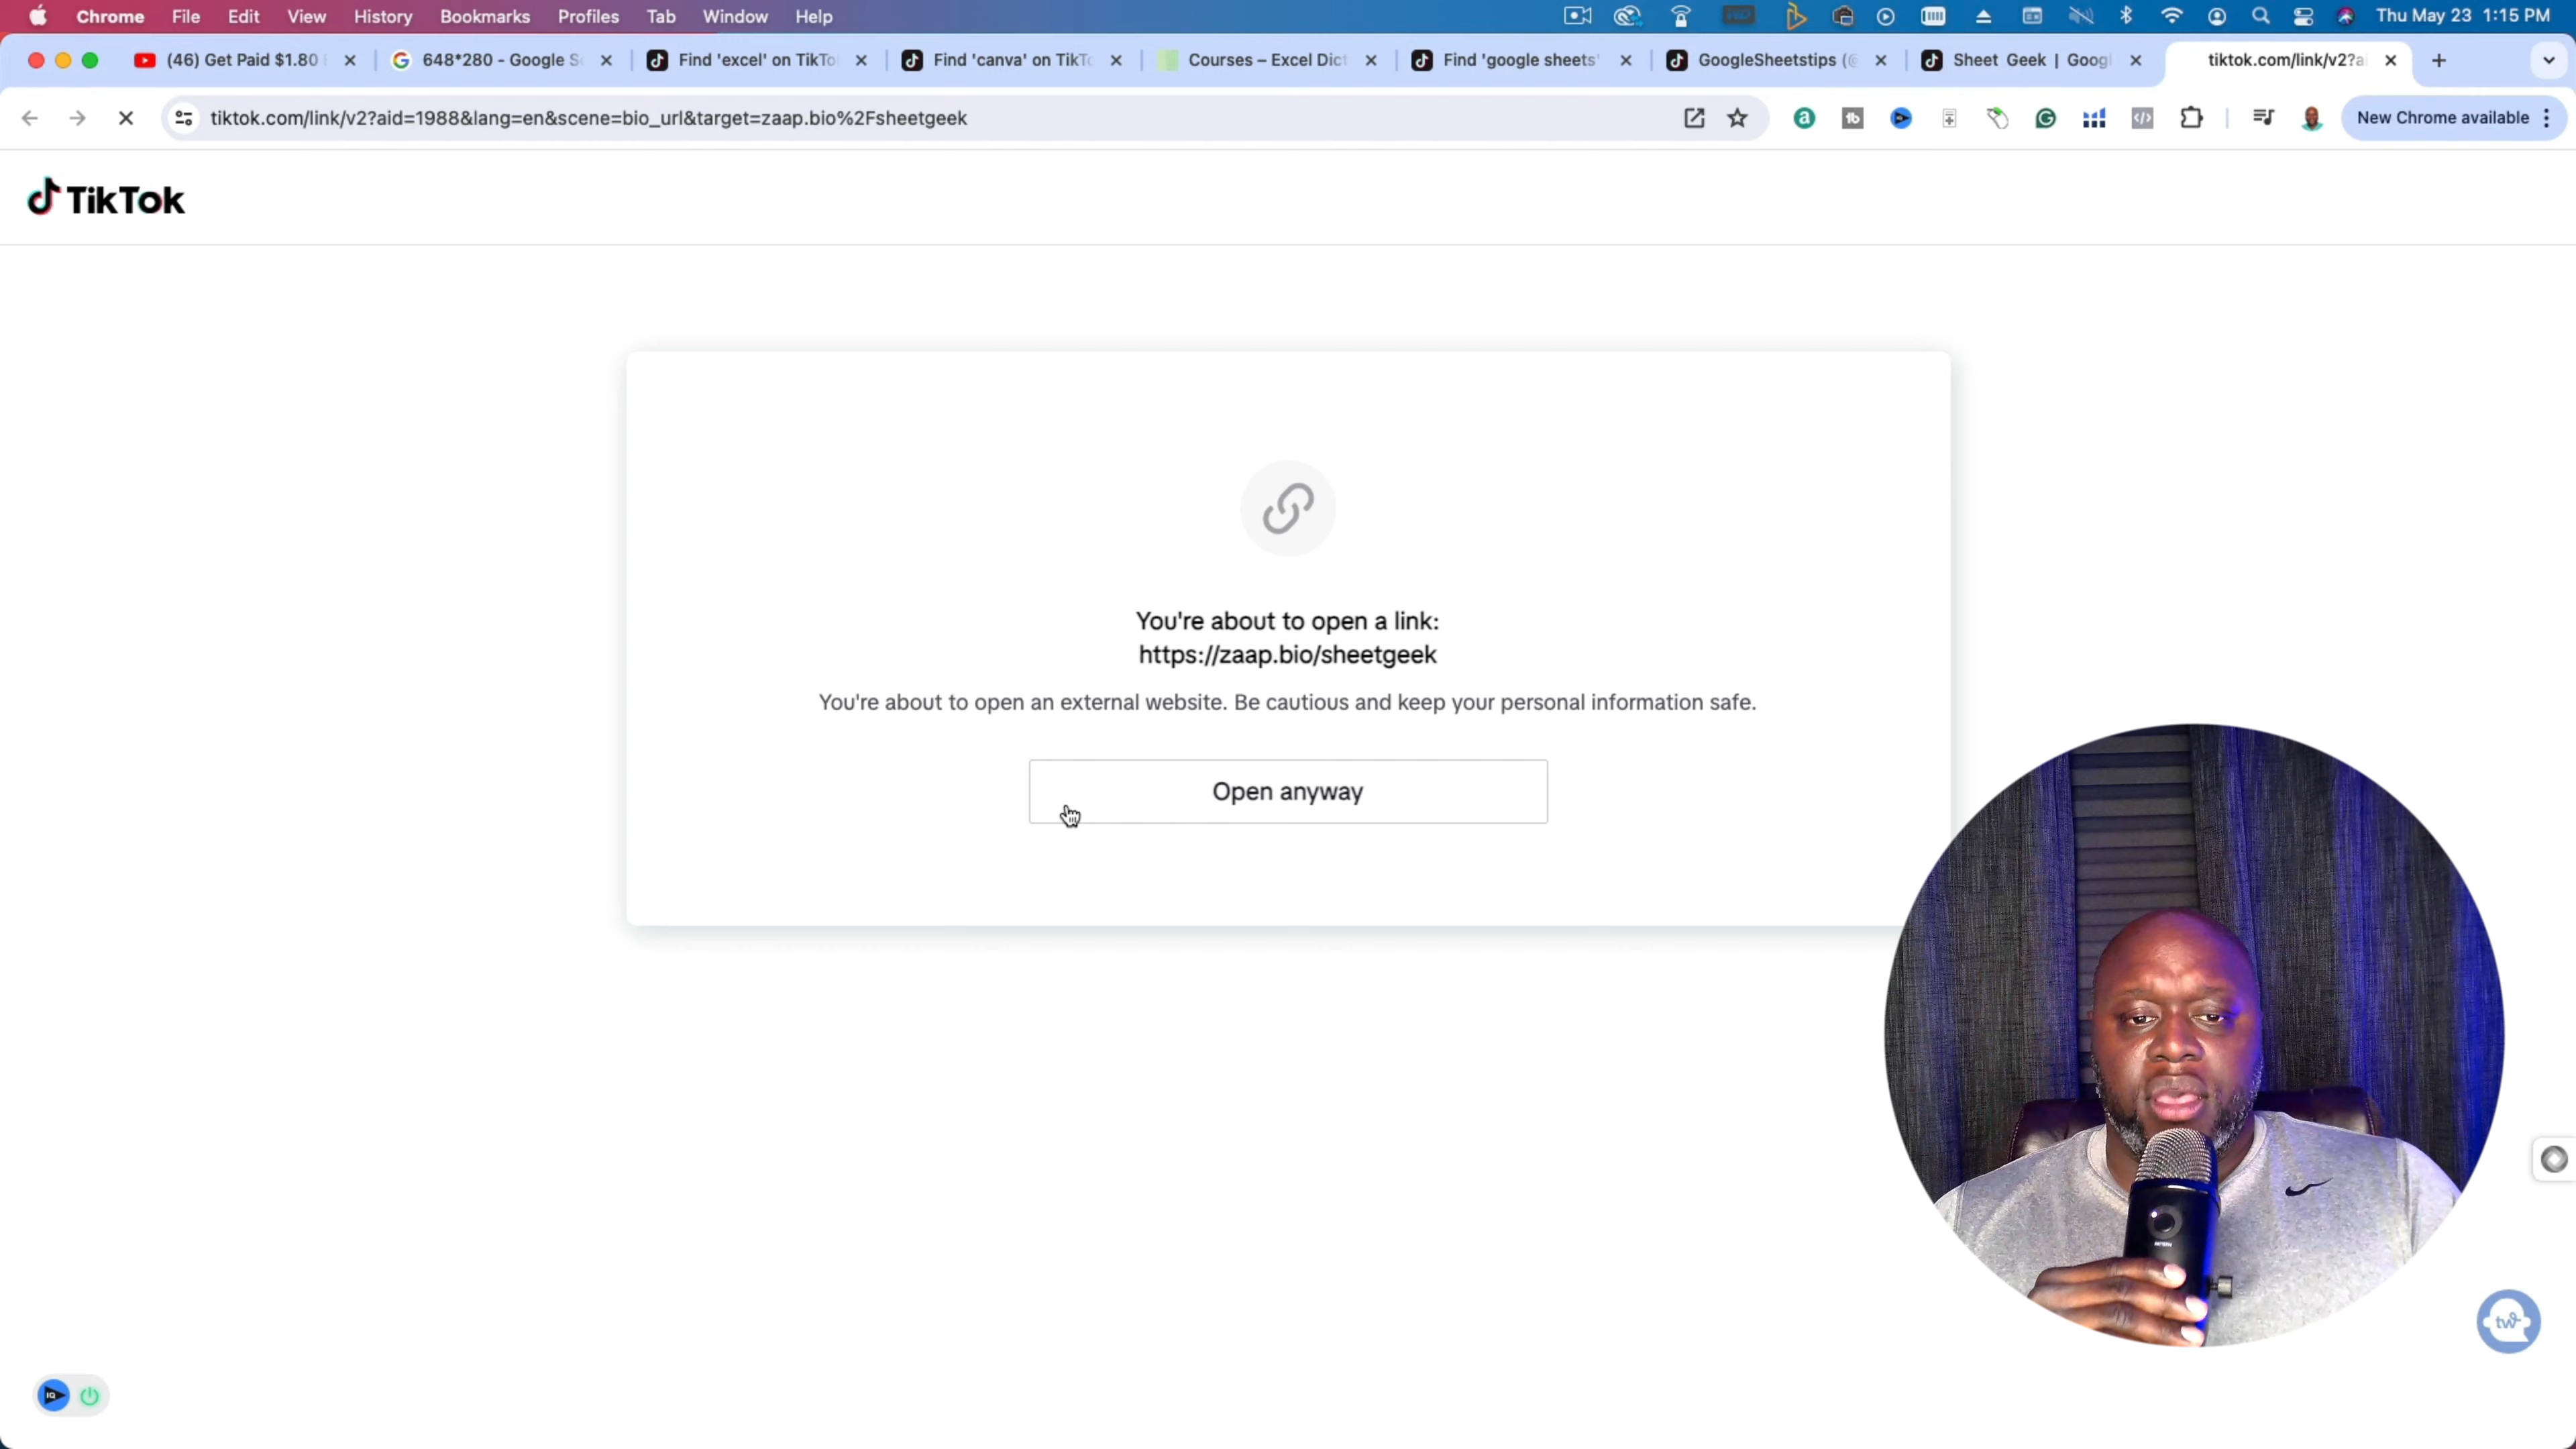 Chrome File Edit View History Bookmarks Profiles Tab Window Help
Thu May 23 1:15 PM
(46) Get Paid $1.80
648*280 - Google S
Find 'excel' on TikTo
Find 'canva' on TikT
Courses – Excel Dict
Find 'google sheets'
GoogleSheetstips (@
Sheet Geek | Goog
tiktok.com/link/v2?a
tiktok.com/link/v2?aid=1988&lang=en&scene=bio_url&target=zaap.bio%2Fsheetgeek
New Chrome available
TikTok
You're about to open a link:
https://zaap.bio/sheetgeek
You're about to open an external website. Be cautious and keep your personal information safe.
Open anyway
tw
IQ